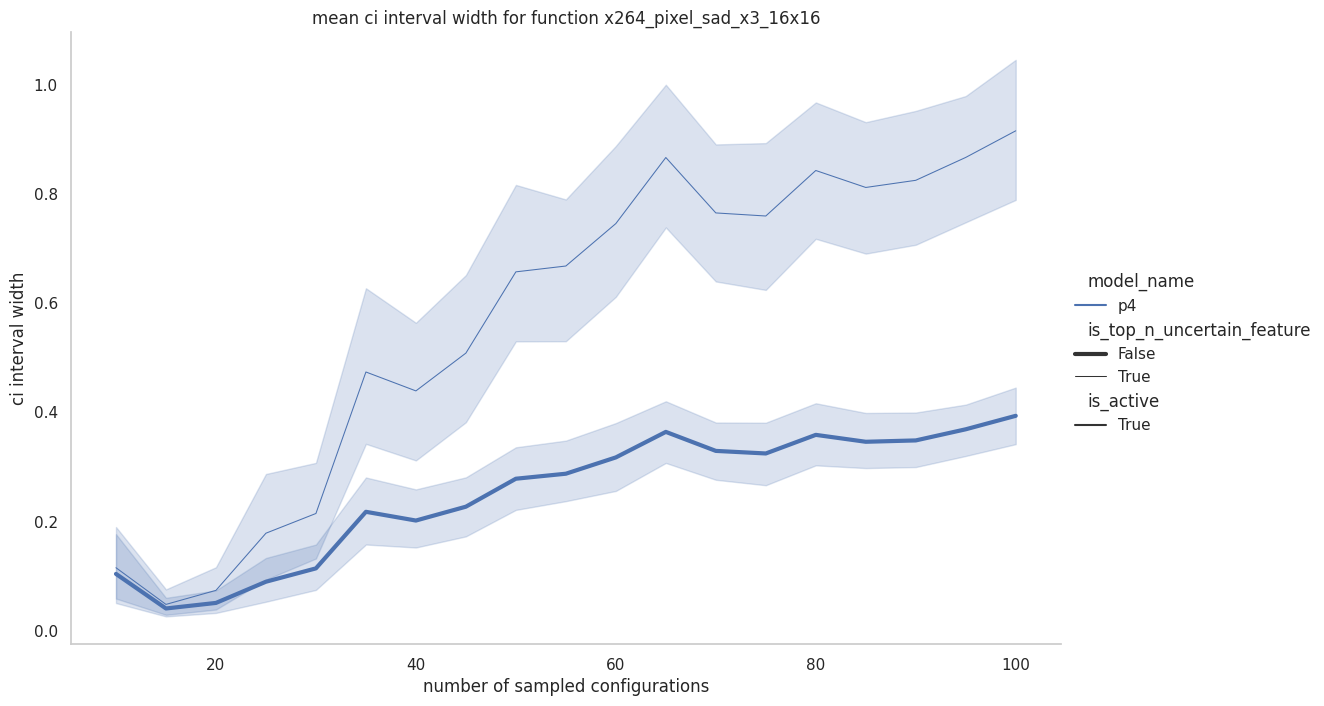 mean ci interval width for function x264_pixel_sad_x3_16x16
ci interval width
1.0
0.8
0.6
0.4
0.2
0.0
20
40
60
80
100
number of sampled configurations
model_name
p4
is_top_n_uncertain_feature
False
True
is_active
True